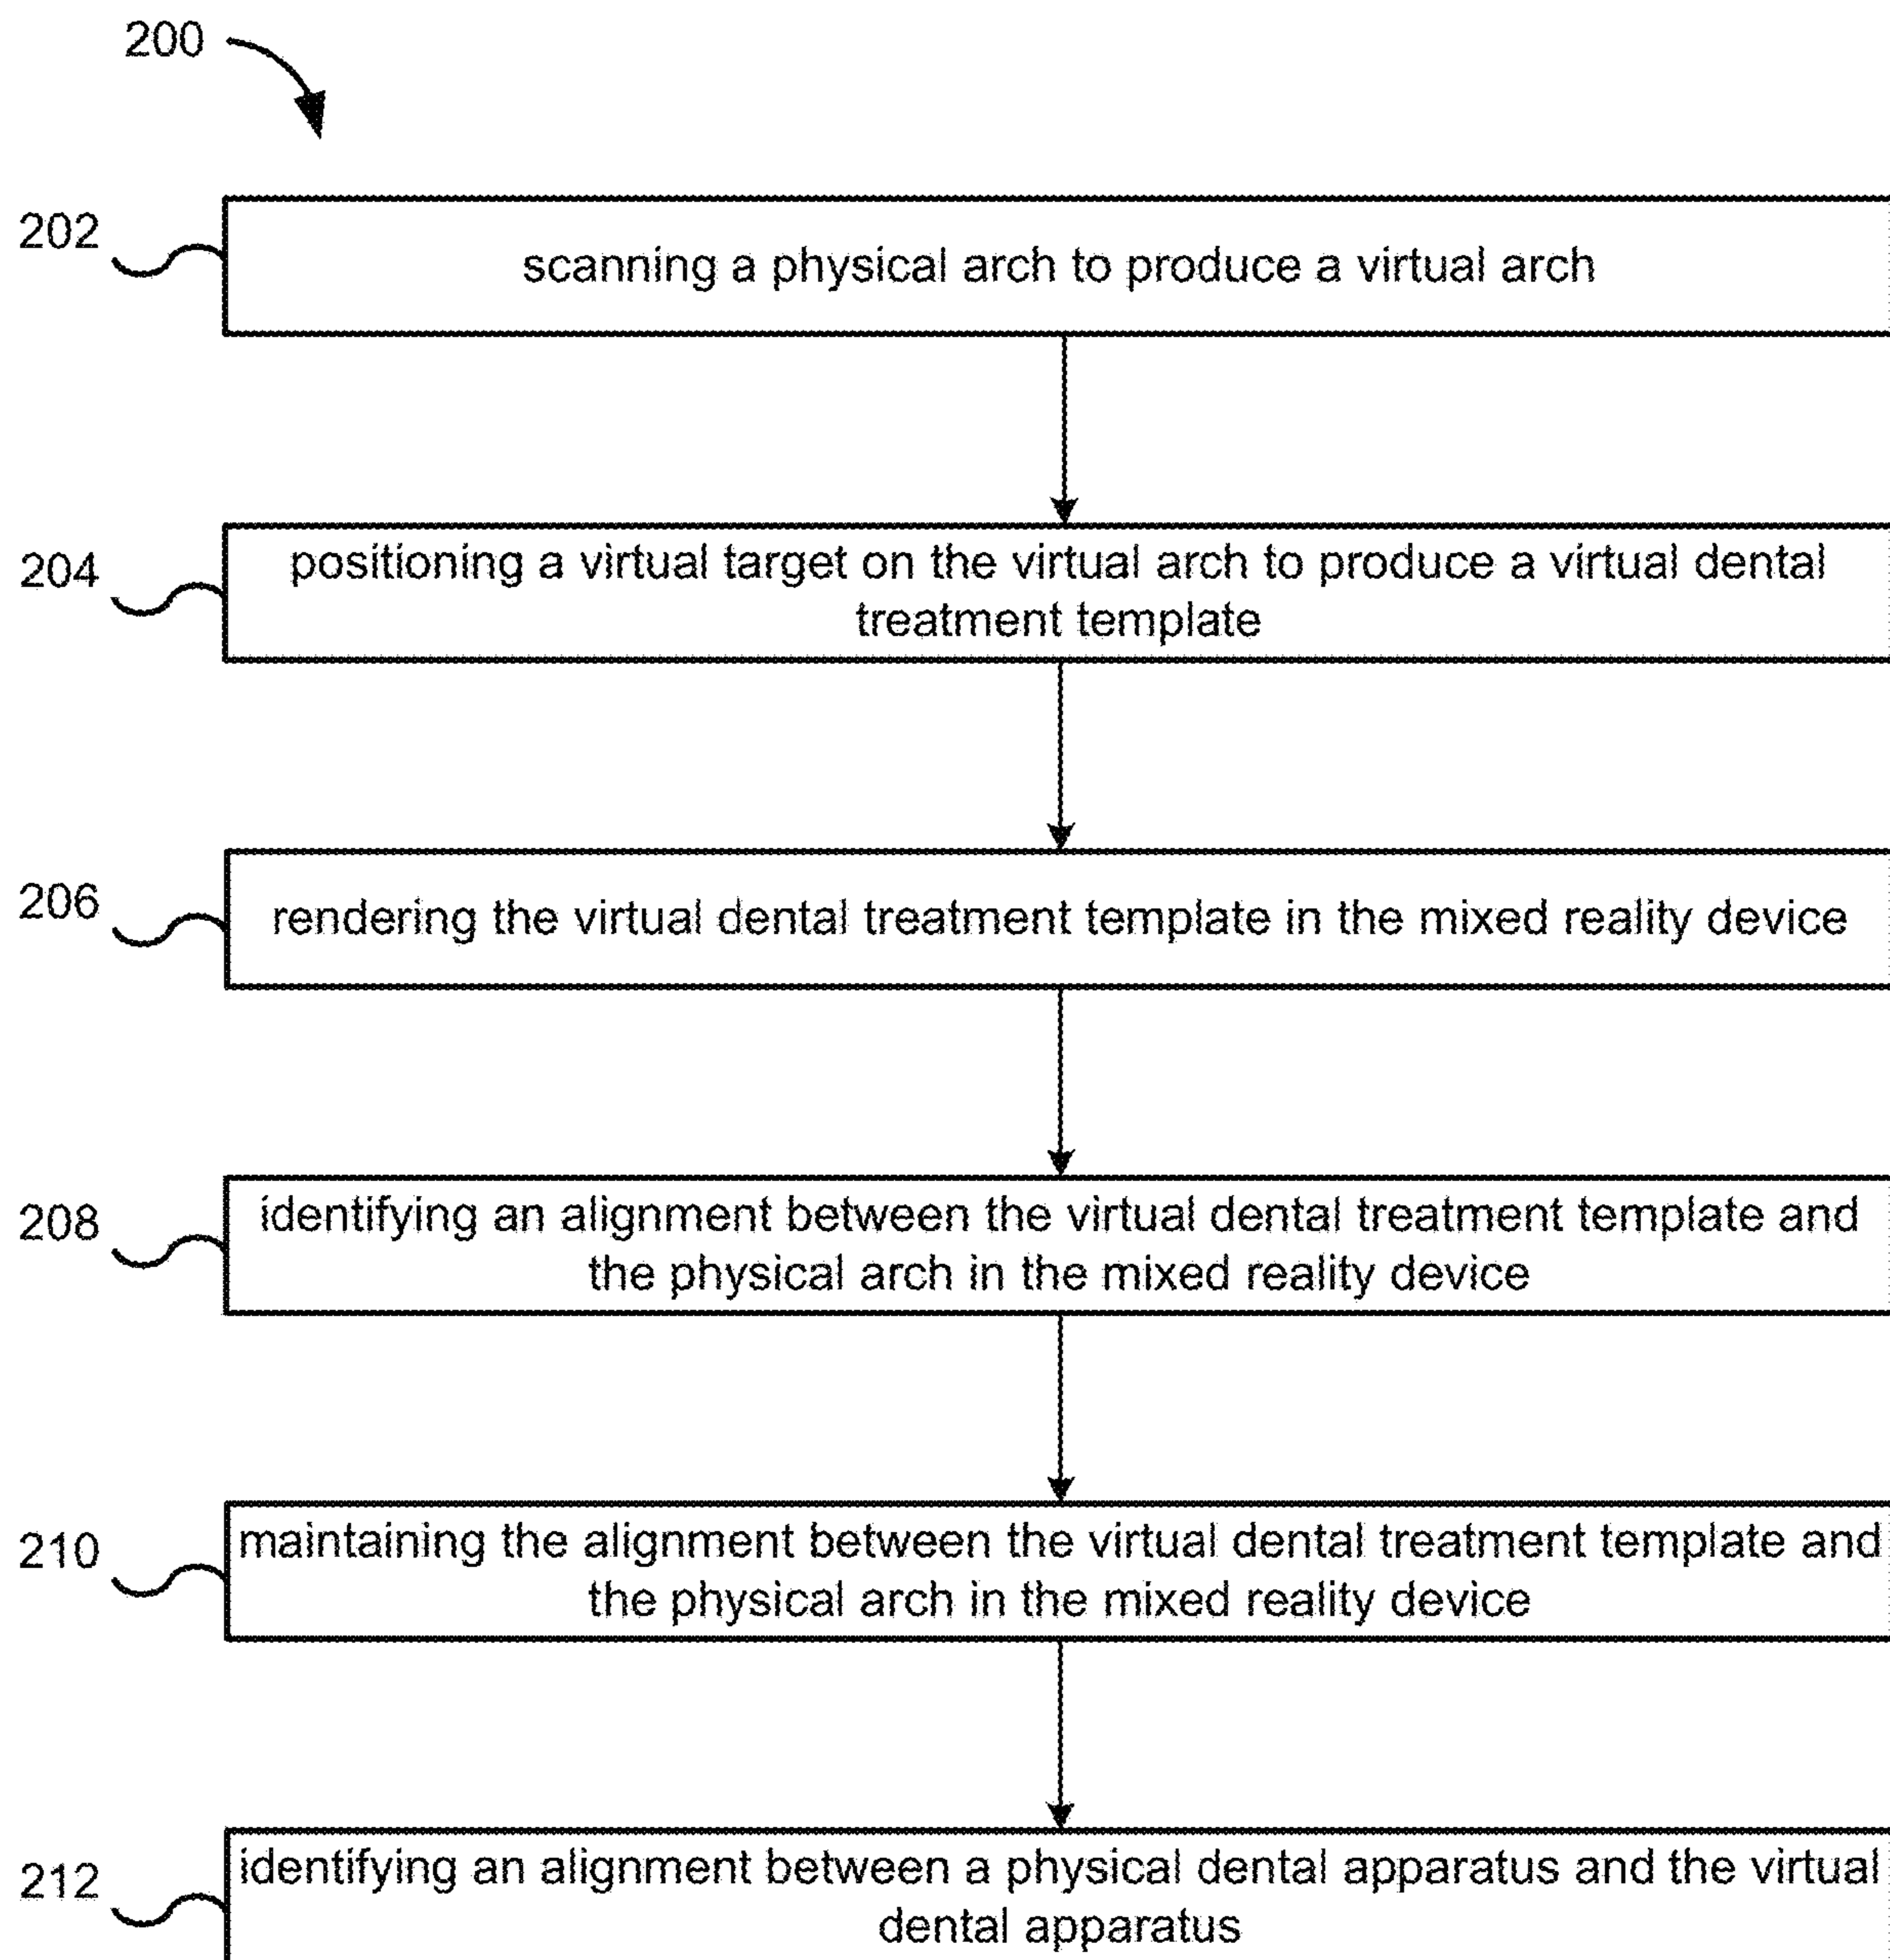 200
202
scanning a physical arch to produce a virtual arch
204
positioning a virtual target on the virtual arch to produce a virtual dental
treatment template
206
rendering the virtual dental treatment template in the mixed reality device
208
identifying an alignment between the virtual dental treatment template and
the physical arch in the mixed reality device
210
maintaining the alignment between the virtual dental treatment template and
the physical arch in the mixed reality device
212
identifying an alignment between a physical dental apparatus and the virtual
dental apparatus